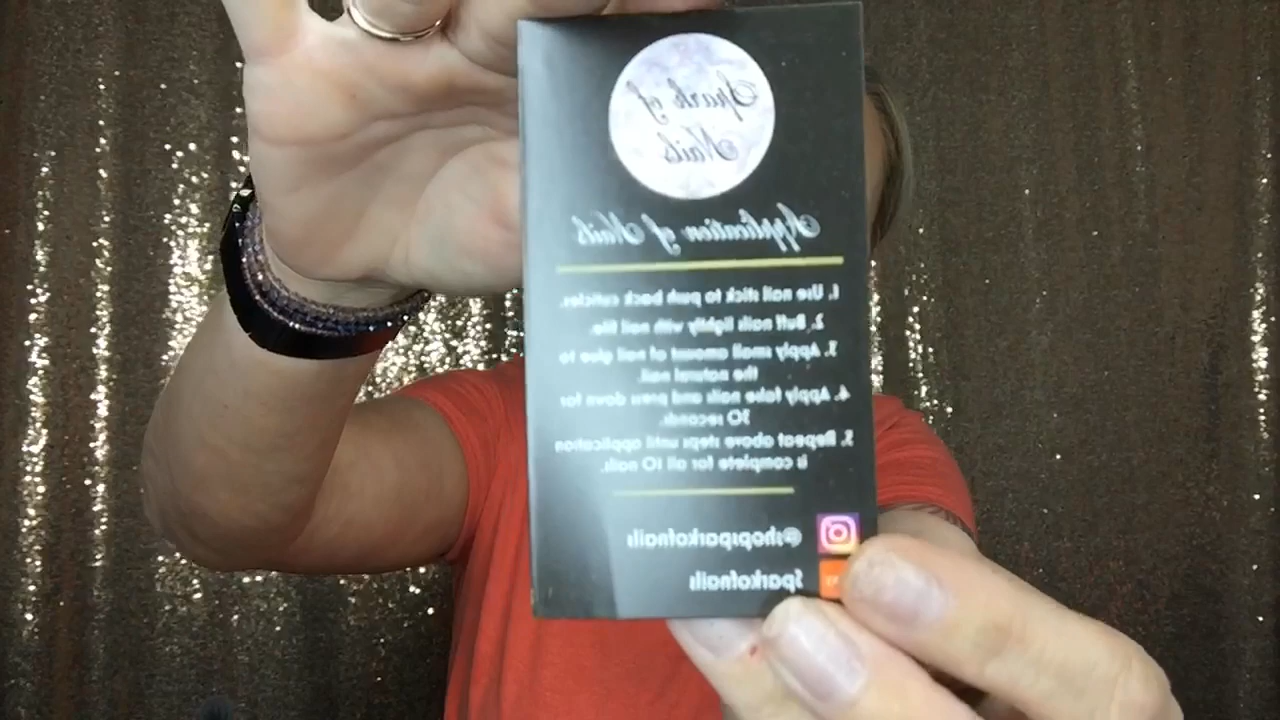 Spark of
Nails
Application of Nails
1. Use nail stick to push back cuticles.
2. Buff nails lightly with nail file.
3. Apply small amount of nail glue to
the natural nail.
4. Apply fake nails and press down for
30 seconds.
5. Repeat above steps until application
is complete for all 10 nails.
@shopsparkofnails
Sparkofnails